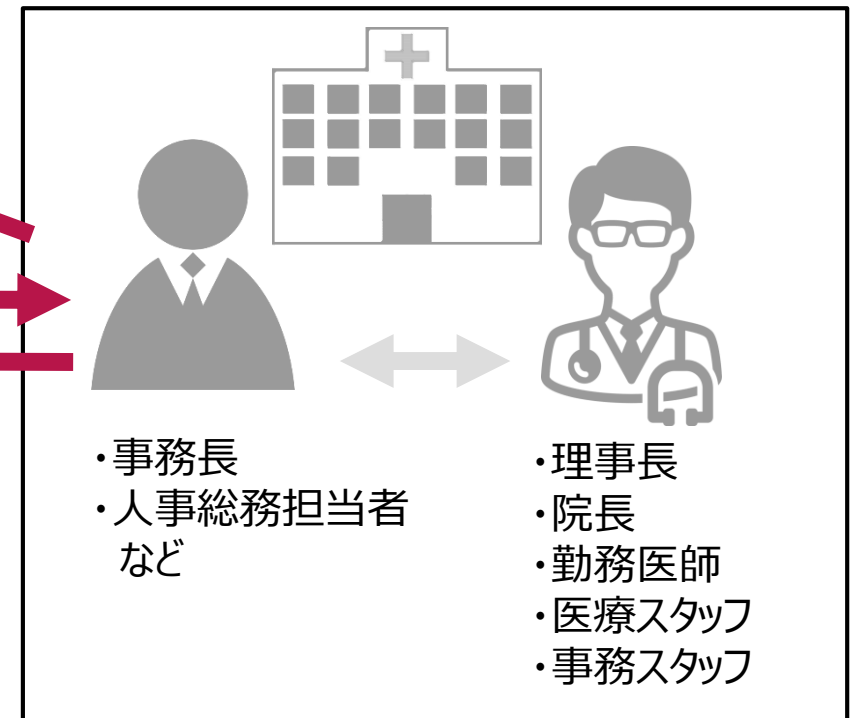 ・事務長
・人事総務担当者
など
・理事長
・院長
・勤務医師
・医療スタッフ
・事務スタッフ